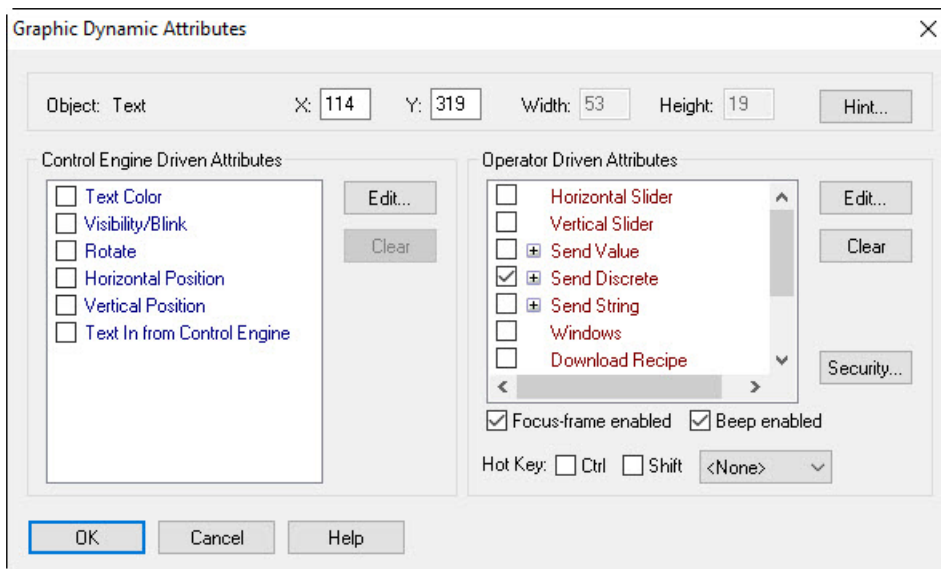 Graphic Dynamic Attributes
Object: Text X: 114 Y: 319 Width: 53 Height: 19 Hint...
Control Engine Driven Attributes
Text Color
Visibility/Blink
Rotate
Horizontal Position
Vertical Position
Text In from Control Engine
Edit...
Clear
Operator Driven Attributes
Horizontal Slider
Vertical Slider
Send Value
Send Discrete
Send String
Windows
Download Recipe
Edit...
Clear
Security...
Focus-frame enabled Beep enabled
Hot Key: Ctrl Shift <None>
OK Cancel Help